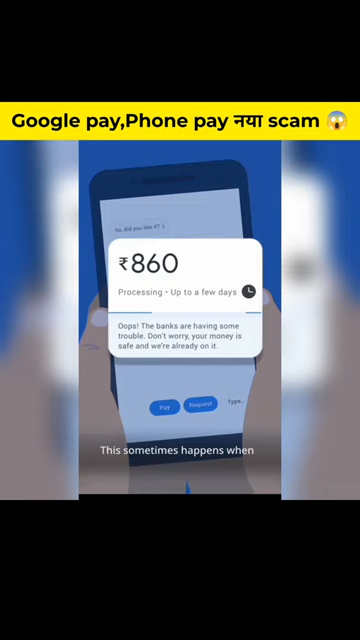 Google pay,Phone pay नया scam 😱
So, did you like it? :)
₹860
Processing • Up to a few days
Oops! The banks are having some
trouble. Don't worry, your money is
safe and we're already on it.
Pay Request Type..
This sometimes happens when